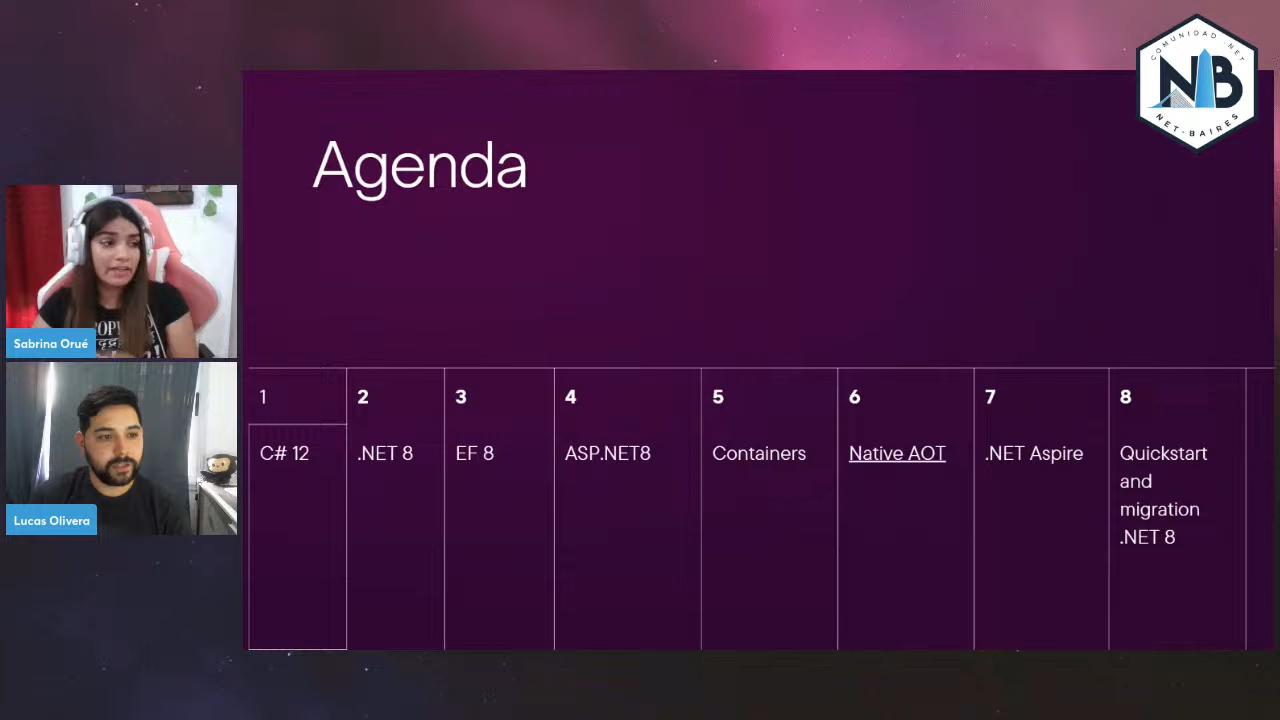 COMUNIDAD .NET
NB
NET-BAIRES
Agenda
1
C# 12
2
.NET 8
3
EF 8
4
ASP.NET8
5
Containers
6
Native AOT
7
.NET Aspire
8
Quickstart
and
migration
.NET 8
Sabrina Orué
Lucas Olivera